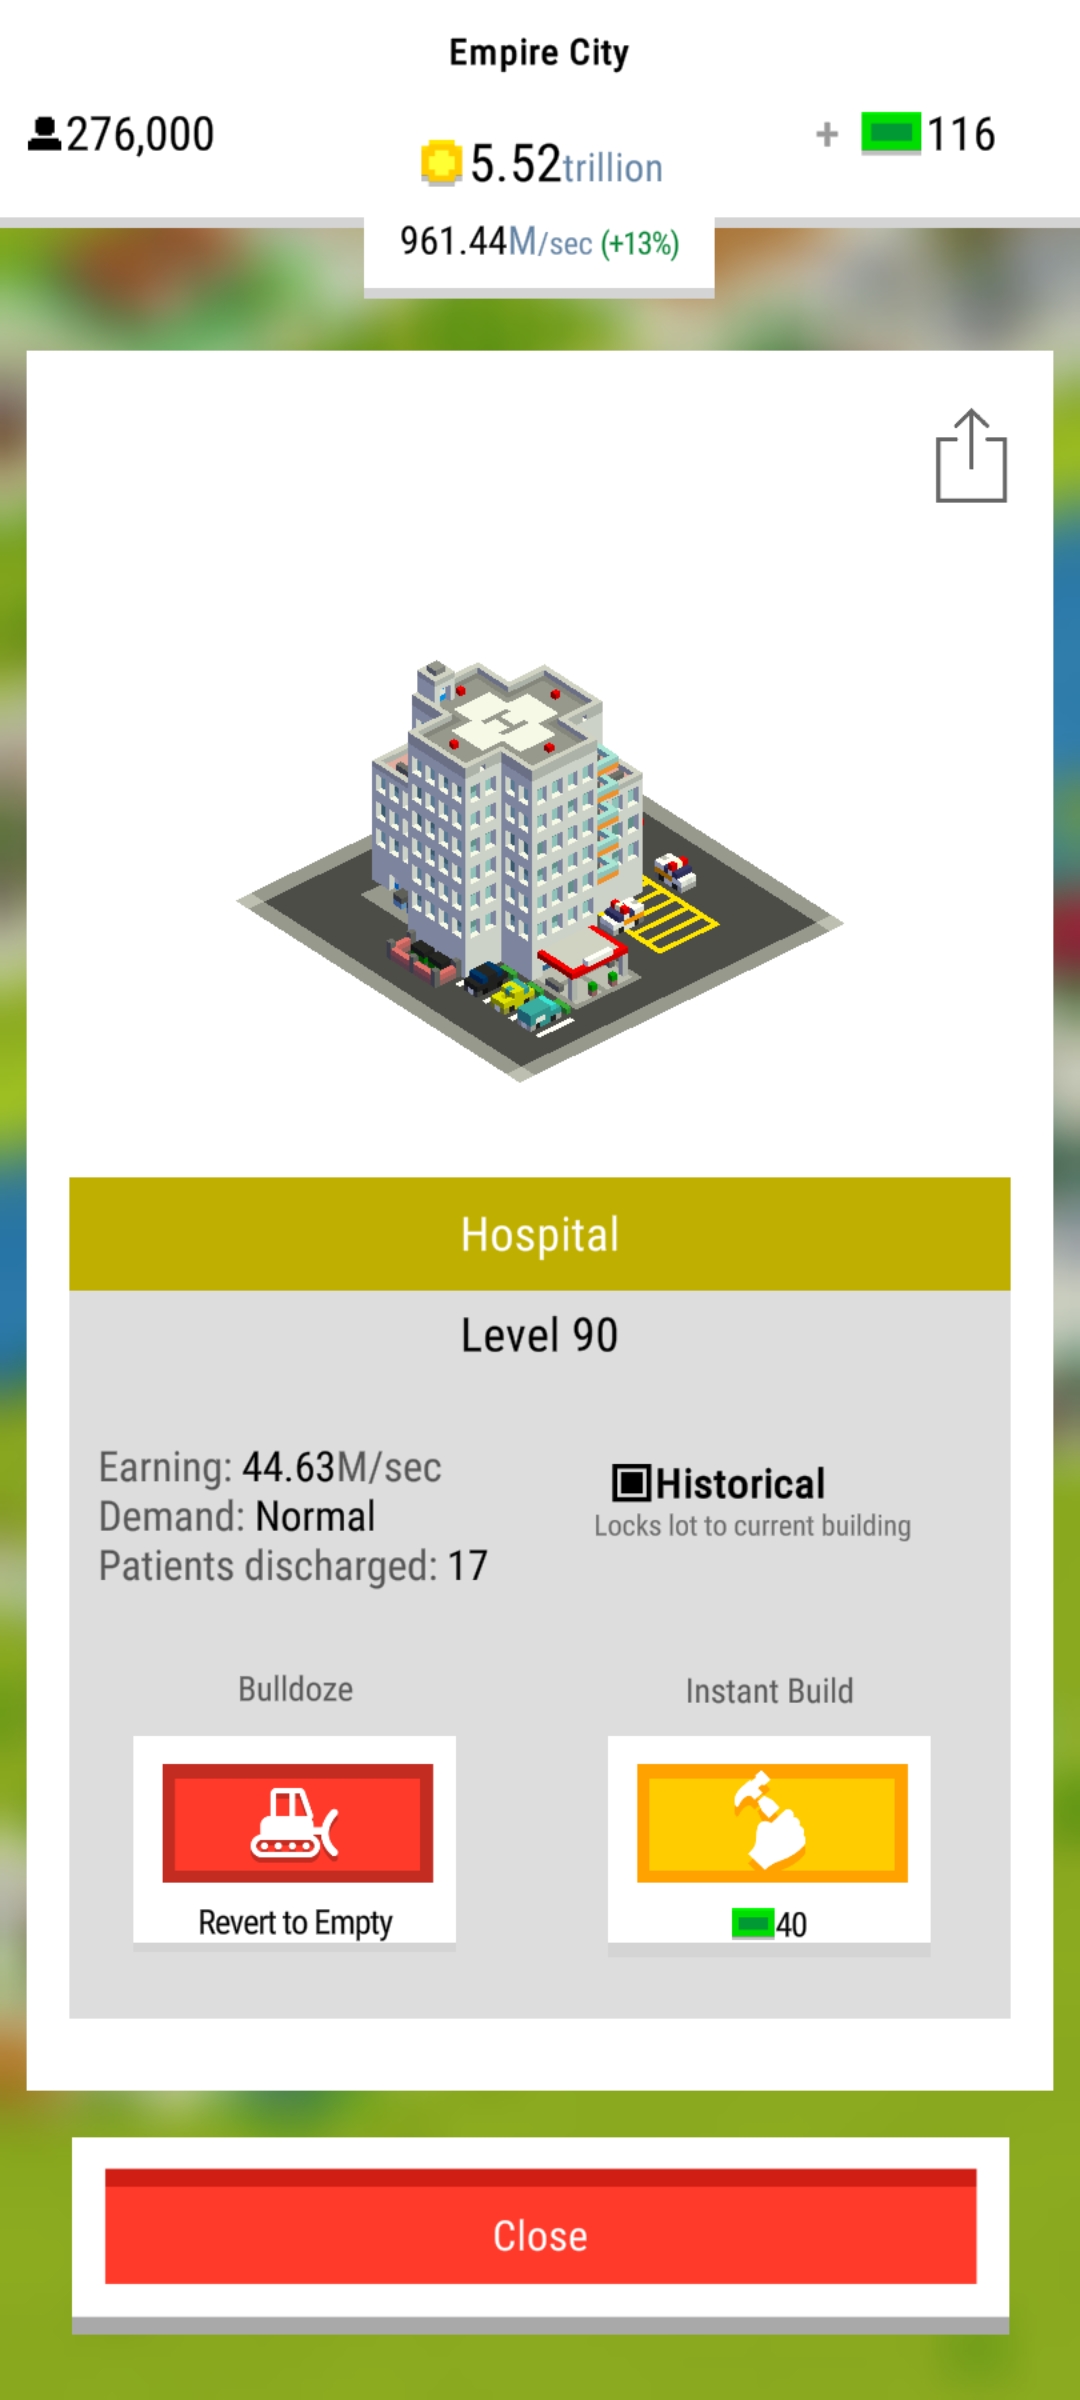 Empire City
276,000
5.52trillion
+ 116
961.44M/sec (+13%)
H
Hospital
Level 90
Earning: 44.63M/sec
Demand: Normal
Patients discharged: 17
Historical
Locks lot to current building
Bulldoze
Instant Build
Revert to Empty
40
Close